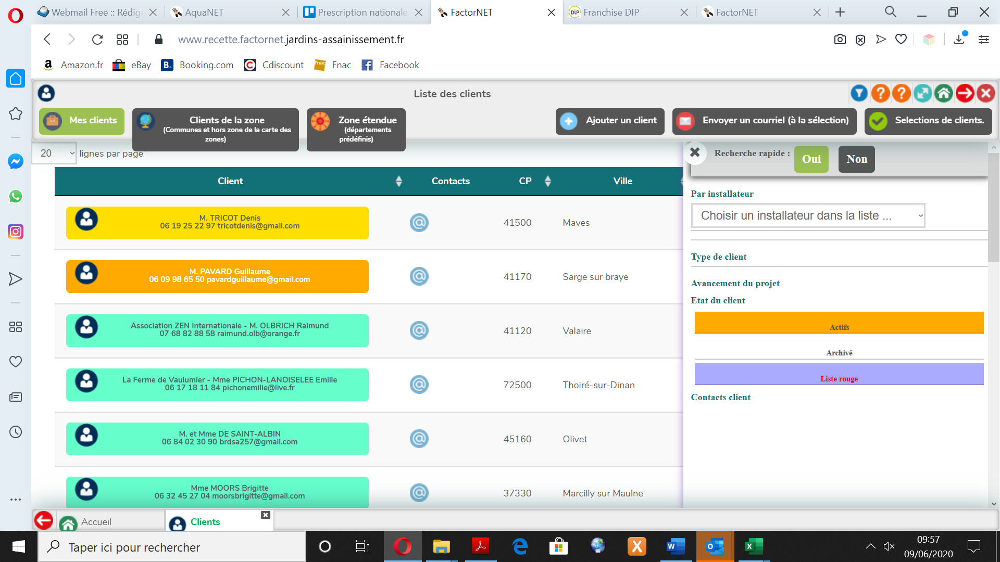 Webmail Free :: Rédige
AquaNET
Prescription nationale
FactorNET
Franchise DIP
FactorNET
www.recette.factornet.jardins-assainissement.fr
Amazon.fr
eBay
Booking.com
Cdiscount
Fnac
Facebook
Liste des clients
Mes clients
Clients de la zone
(Communes et hors zone de la carte des
zones)
Zone étendue
(départements
prédéfinis)
Ajouter un client
Envoyer un courriel (à la sélection)
Selections de clients.
20 lignes par page
Recherche rapide : Oui Non
Client Contacts CP Ville
Par installateur
Choisir un installateur dans la liste ...
M. TRICOT Denis
06 19 25 22 97 tricotdenis@gmail.com
41500 Maves
Type de client
M. PAVARD Guillaume
06 09 98 65 50 pavardguillaume@gmail.com
41170 Sarge sur braye
Avancement du projet
Etat du client
Actifs
Archivé
Liste rouge
Contacts client
Association ZEN Internationale - M. OLBRICH Raimund
07 68 82 88 58 raimund.olb@orange.fr
41120 Valaire
La Ferme de Vaulumier - Mme PICHON-LANOISELEE Emilie
06 17 18 11 84 pichonemilie@live.fr
72500 Thoiré-sur-Dinan
M. et Mme DE SAINT-ALBIN
06 84 02 30 90 brdsa257@gmail.com
45160 Olivet
Mme MOORS Brigitte
06 32 45 27 04 moorsbrigitte@gmail.com
37330 Marcilly sur Maulne
Accueil
Clients
Taper ici pour rechercher
09:57
09/06/2020